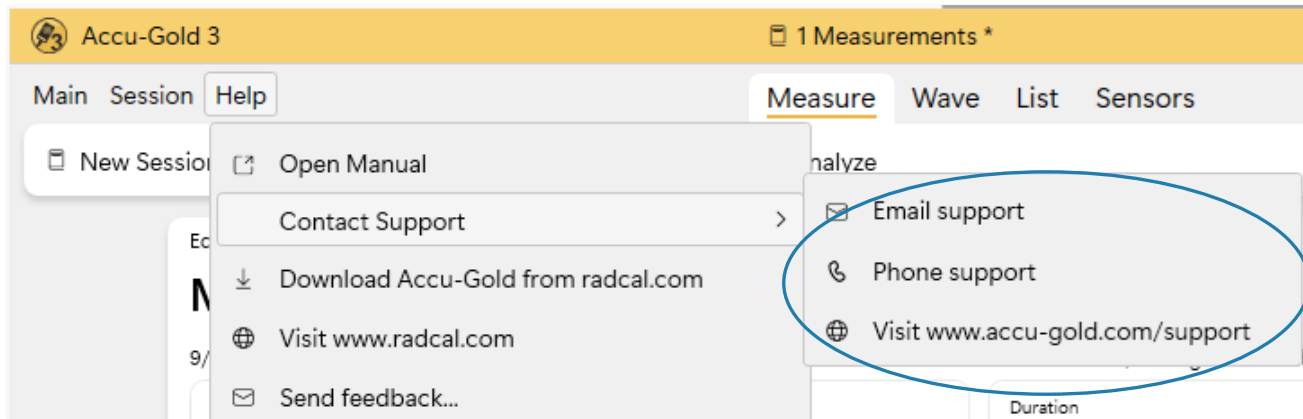 Accu-Gold 3
1 Measurements *
Main Session Help
Measure Wave List Sensors
New Session
Open Manual
Contact Support
Email support
Phone support
Visit www.accu-gold.com/support
Download Accu-Gold from radcal.com
Visit www.radcal.com
9/
Send feedback...
Duration